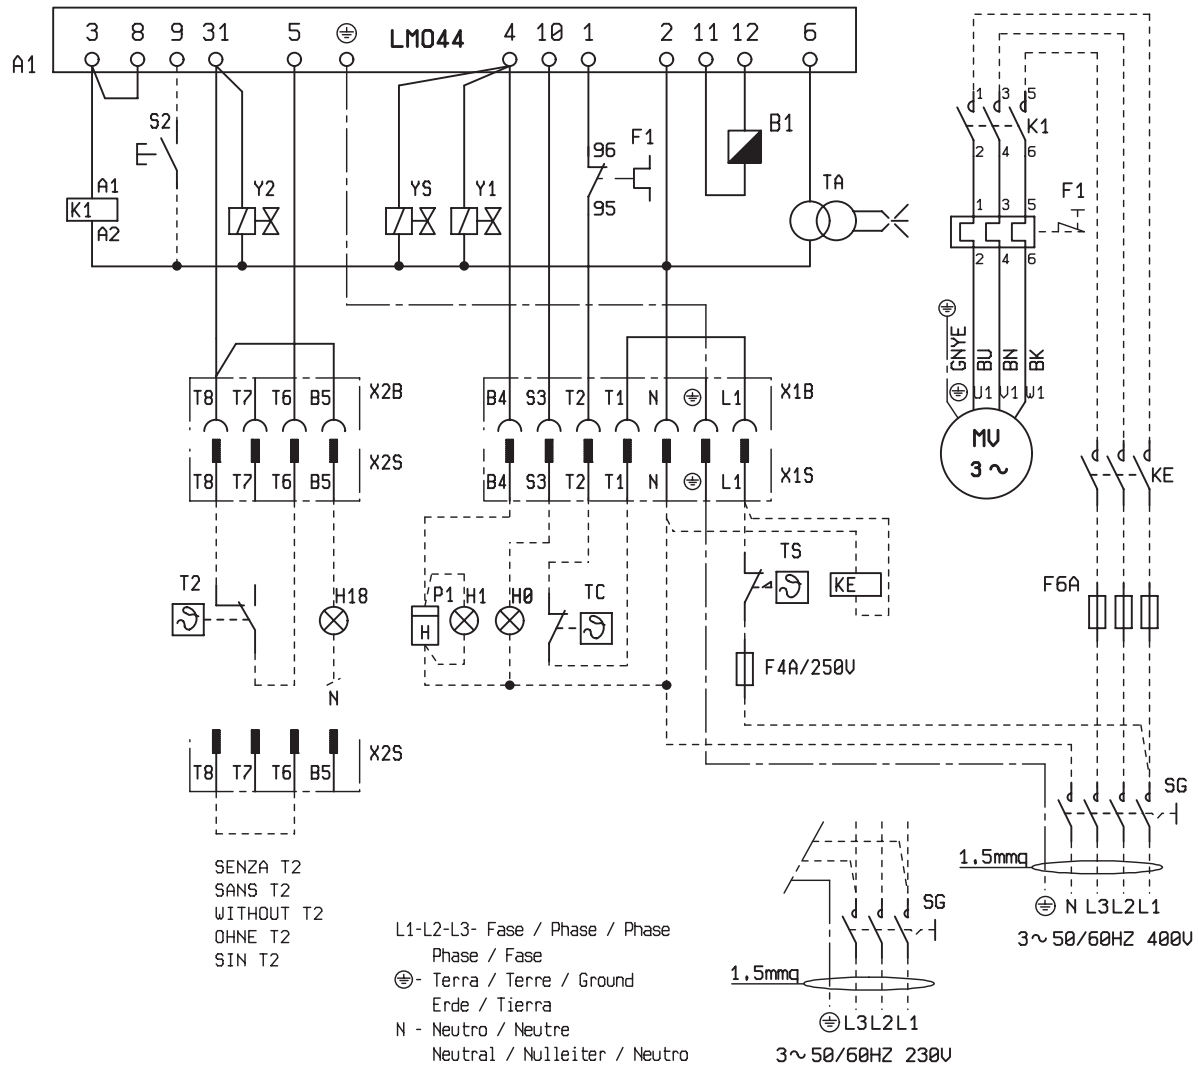 3 8 9 31 5 LMO44 4 10 1 2 11 12 6
A1
S2
A1
K1
A2
Y2
YS
Y1
96
F1
95
B1
TA
1 3 5
K1
2 4 6
F1
1 3 5
2 4 6
GNYE BU BN BK
U1 V1 W1
MV
3 ~
T8 T7 T6 B5 X2B
X2S
T8 T7 T6 B5
B4 S3 T2 T1 N L1 X1B
B4 S3 T2 T1 N L1 X1S
KE
T2
H18
N
P1 H1 H0 TC
H
TS
KE
F4A/250V
F6A
X2S
T8 T7 T6 B5
SENZA T2
SANS T2
WITHOUT T2
OHNE T2
SIN T2
SG
1,5mmq
N L3L2L1
3~50/60HZ 400V
SG
1,5mmq
L3L2L1
3~50/60HZ 230V
L1-L2-L3- Fase / Phase / Phase
Phase / Fase
- Terra / Terre / Ground
Erde / Tierra
N - Neutro / Neutre
Neutral / Nulleiter / Neutro